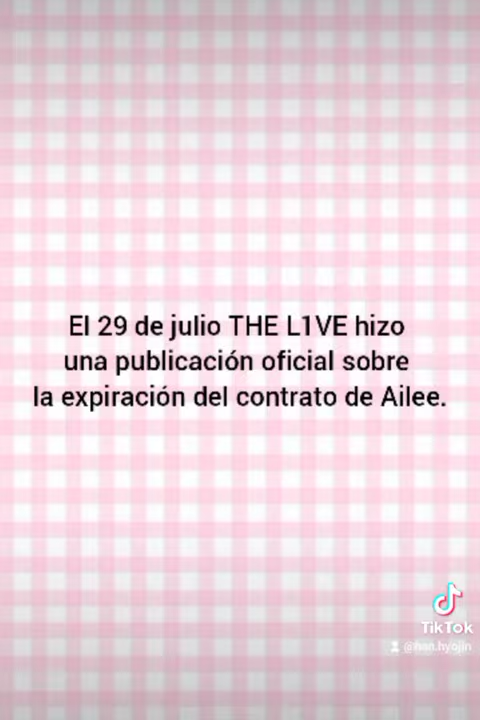 El 29 de julio THE L1VE hizo
una publicación oficial sobre
la expiración del contrato de Ailee.
TikTok
@han.hyojin